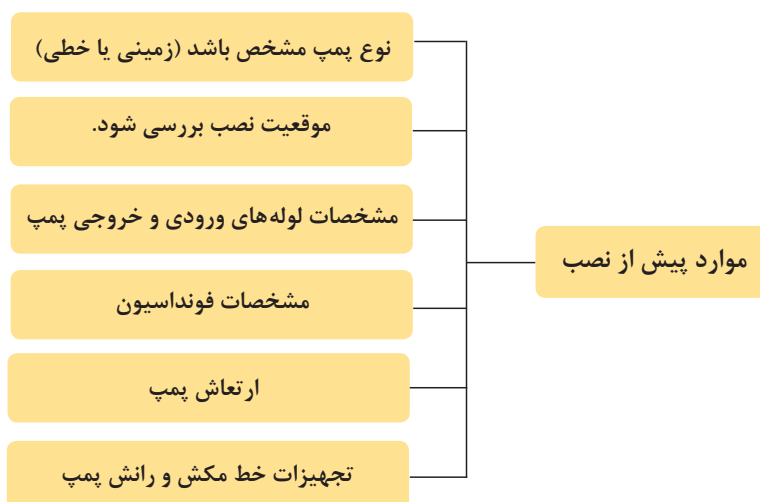 موارد پیش از نصب
نوع پمپ مشخص باشد (زمینی یا خطی)
موقعیت نصب بررسی شود.
مشخصات لوله‌های ورودی و خروجی پمپ
مشخصات فونداسیون
ارتعاش پمپ
تجهیزات خط مکش و رانش پمپ